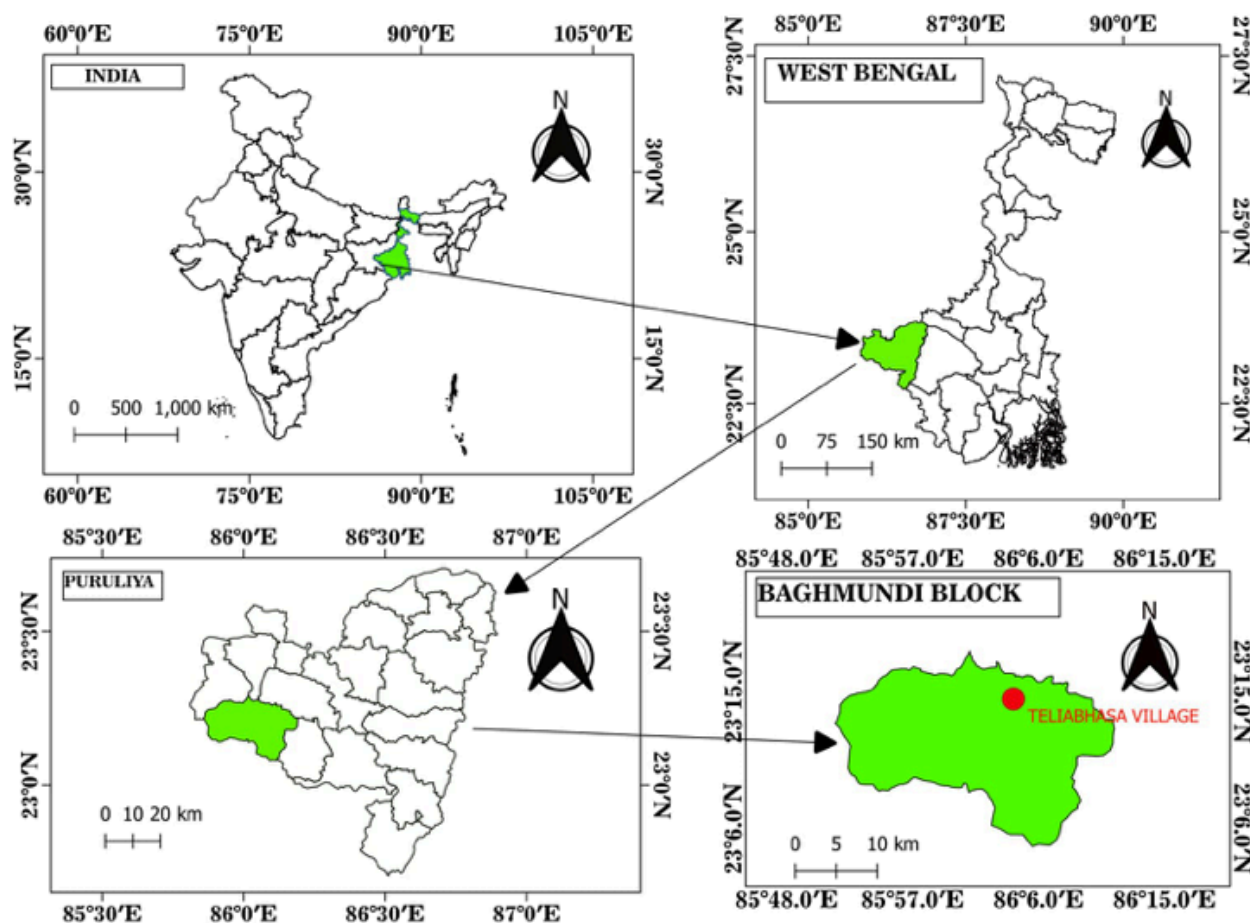 60°0′E 75°0′E 90°0′E 105°0′E
INDIA
N
30°0′N 30°0′N
15°0′N 15°0′N
0 500 1,000 km
60°0′E 75°0′E 90°0′E 105°0′E
85°0′E 87°30′E 90°0′E
WEST BENGAL
N
27°30′N 27°30′N
25°0′N 25°0′N
22°30′N 22°30′N
0 75 150 km
85°0′E 87°30′E 90°0′E
85°30′E 86°0′E 86°30′E 87°0′E
PURULIYA
N
23°30′N 23°30′N
23°0′N 23°0′N
0 10 20 km
85°30′E 86°0′E 86°30′E 87°0′E
85°48.0′E 85°57.0′E 86°6.0′E 86°15.0′E
BAGHMUNDI BLOCK
N
23°15.0′N 23°15.0′N
TELIABHASA VILLAGE
23°6.0′N 23°6.0′N
0 5 10 km
85°48.0′E 85°57.0′E 86°6.0′E 86°15.0′E